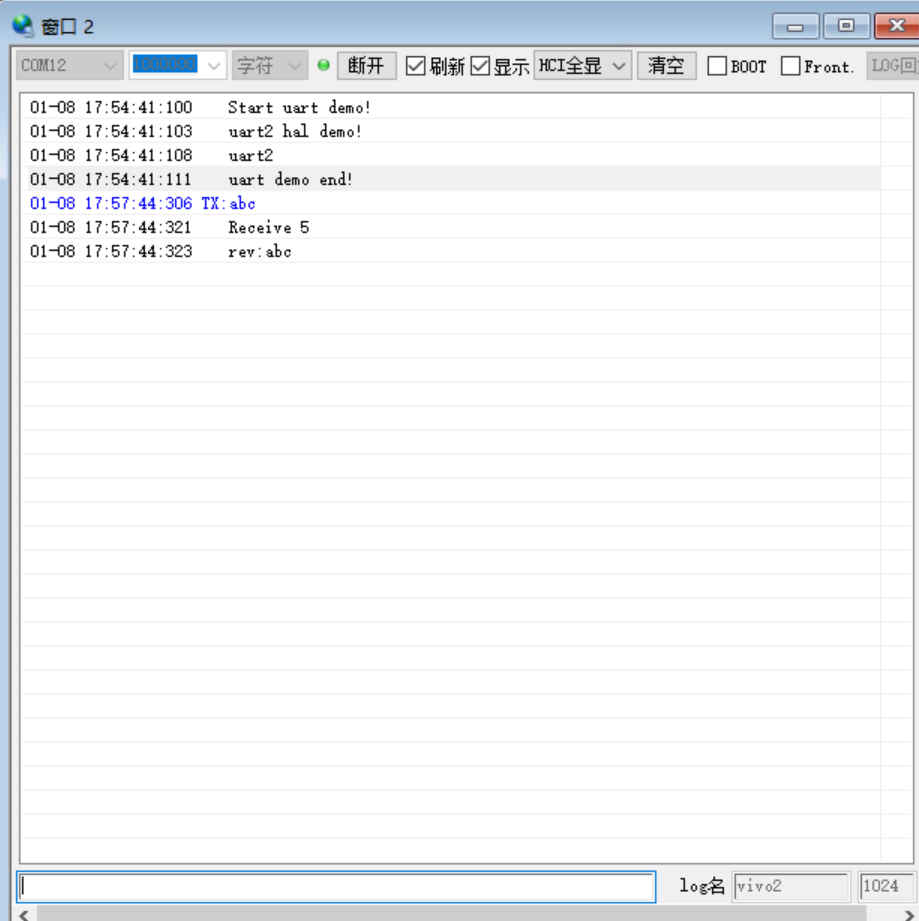 窗口 2
COM12 1000000 字符 断开 刷新 显示 HCI全显 清空 BOOT Front. LOG回
01-08 17:54:41:100 Start uart demo!
01-08 17:54:41:103 uart2 hal demo!
01-08 17:54:41:108 uart2
01-08 17:54:41:111 uart demo end!
01-08 17:57:44:306 TX:abc
01-08 17:57:44:321 Receive 5
01-08 17:57:44:323 rev:abc
log名 vivo2 1024